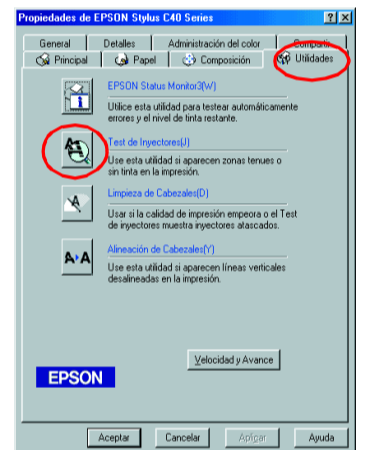 Propiedades de EPSON Stylus C40 Series
General Detalles Administración del color Compartir
Principal Papel Composición Utilidades
EPSON Status Monitor3(W)
Utilice esta utilidad para testear automáticamente
errores y el nivel de tinta restante.
Test de Inyectores(J)
Use esta utilidad si aparecen zonas tenues o
sin tinta en la impresión.
Limpieza de Cabezales(D)
Usar si la calidad de impresión empeora o el Test
de inyectores muestra inyectores atascados.
Alineación de Cabezales(Y)
A A
Use esta utilidad si aparecen líneas verticales
desalineadas en la impresión.
Velocidad y Avance
EPSON
Aceptar Cancelar Aplicar Ayuda